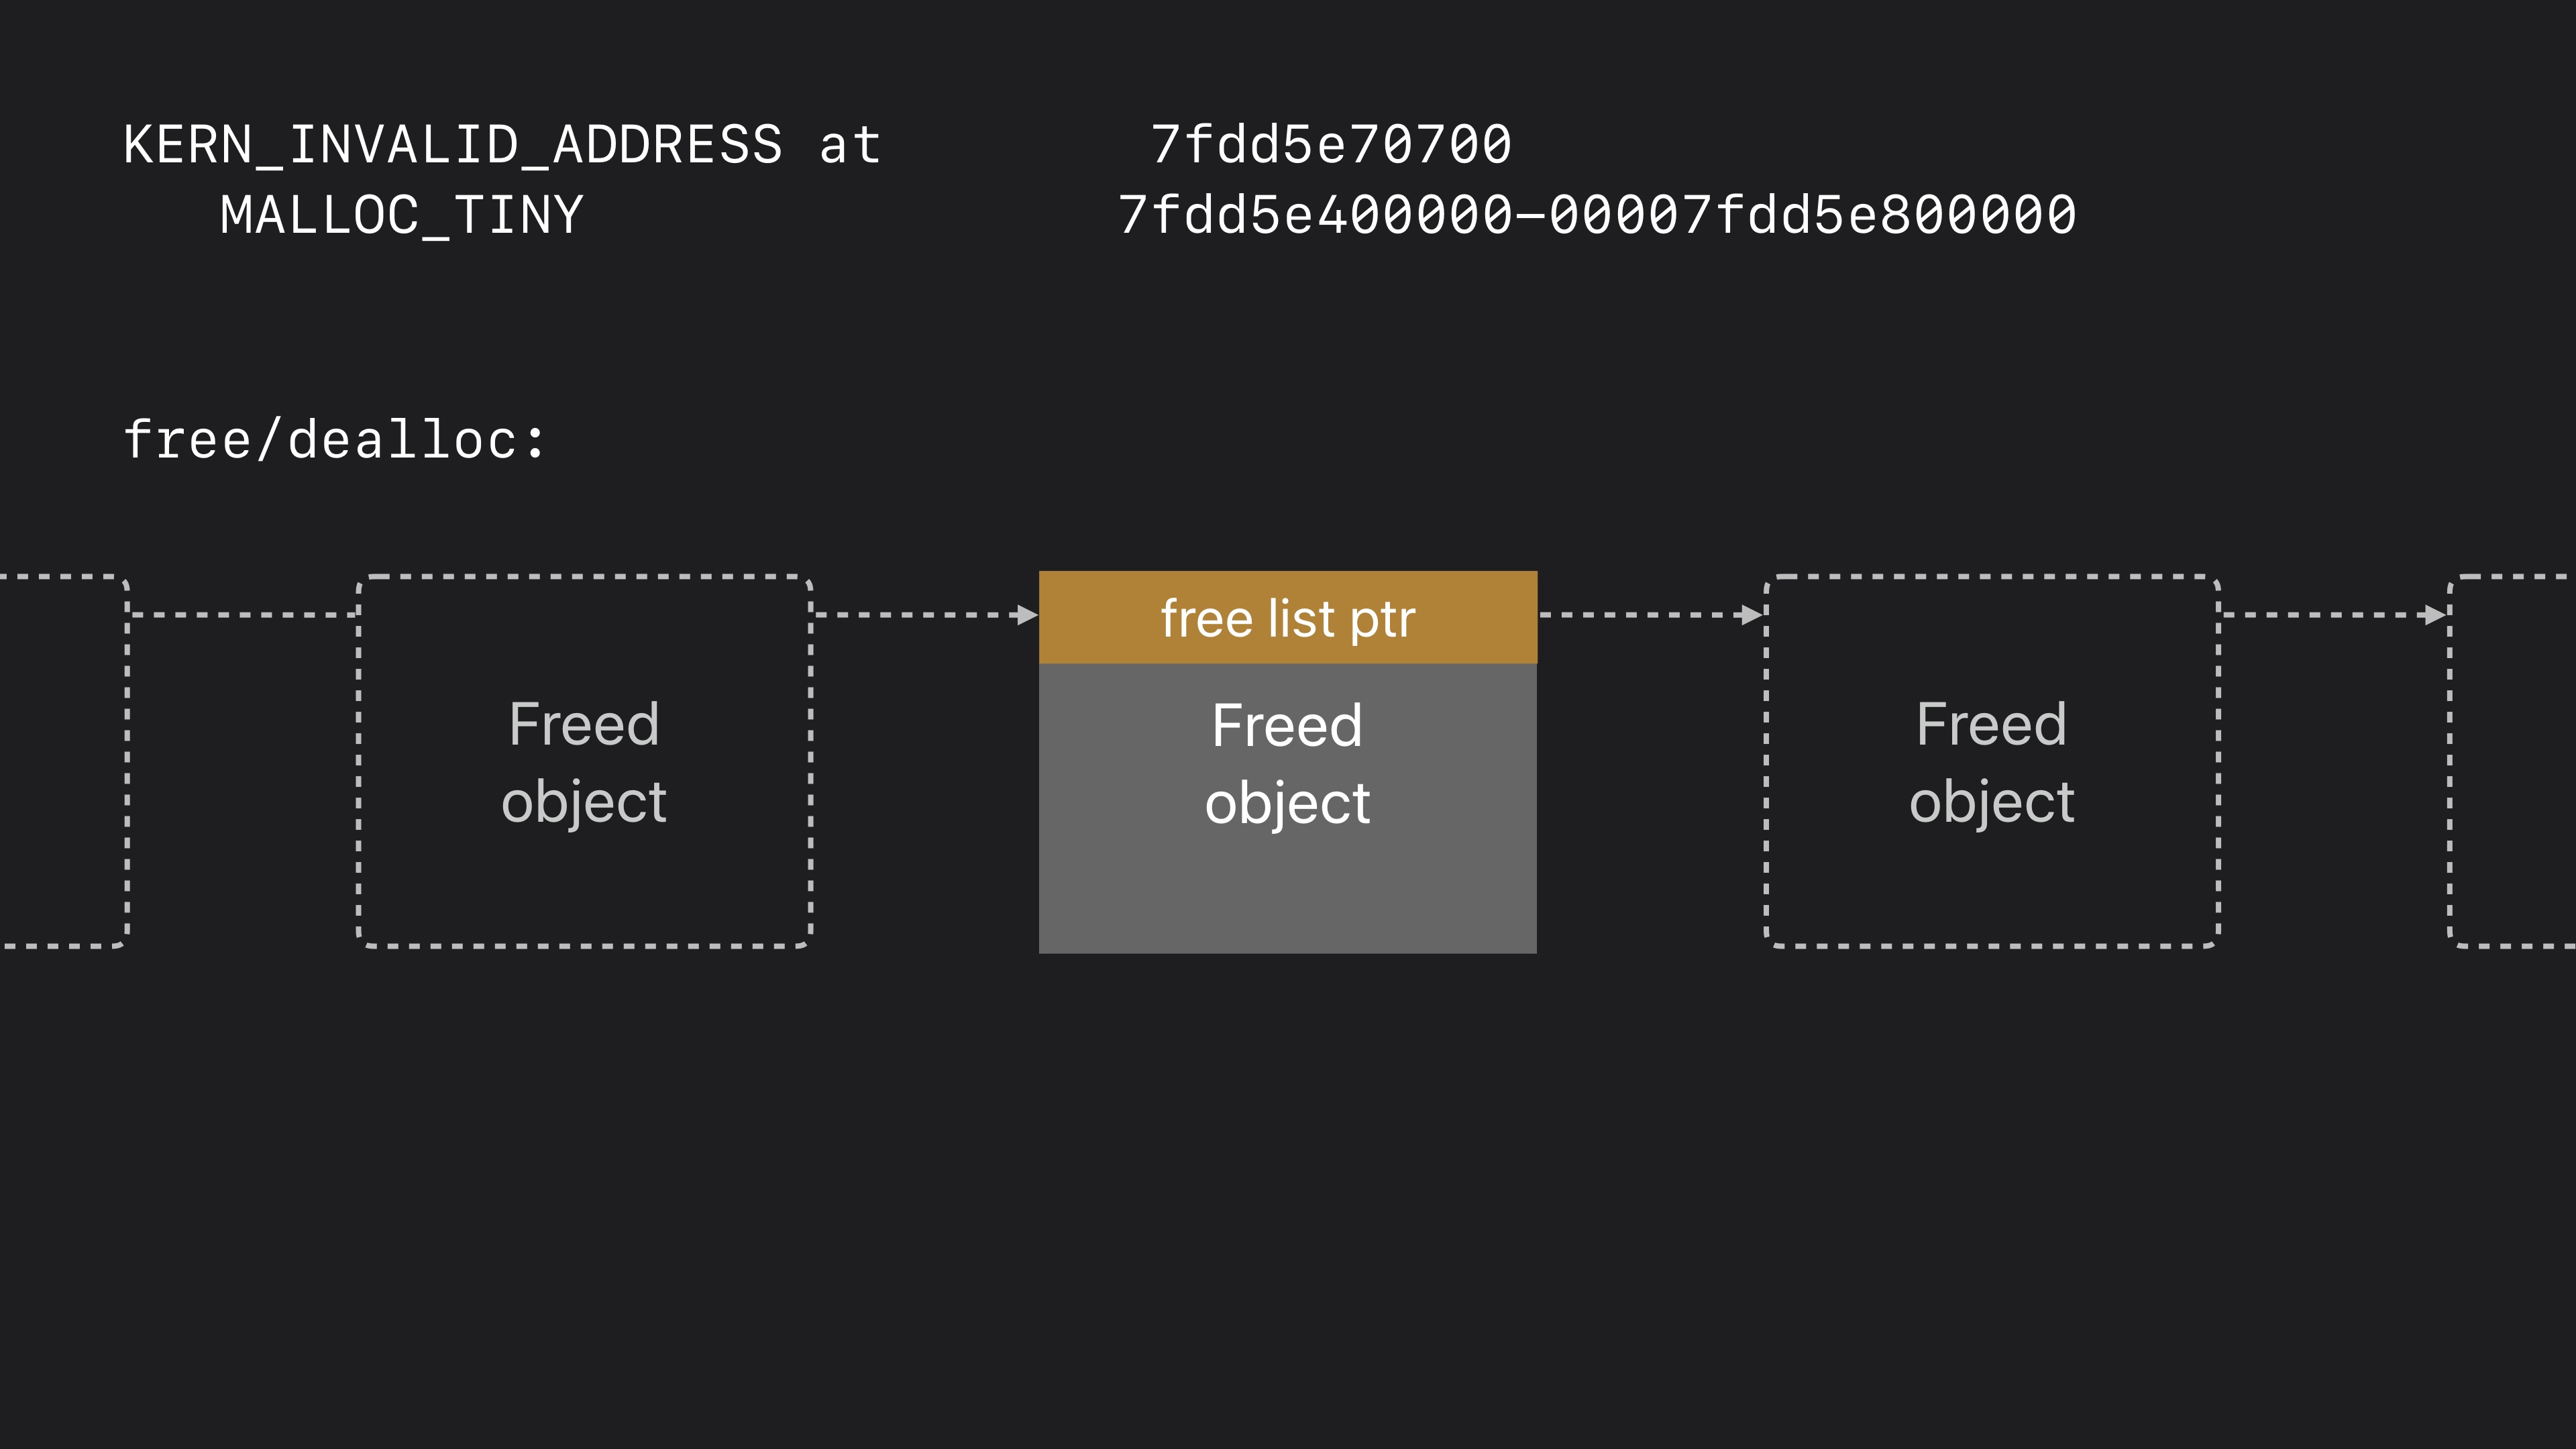 KERN_INVALID_ADDRESS at 7fdd5e70700
MALLOC_TINY 7fdd5e400000-00007fdd5e800000
free/dealloc:
free list ptr
Freed
object
Freed
object
Freed
object